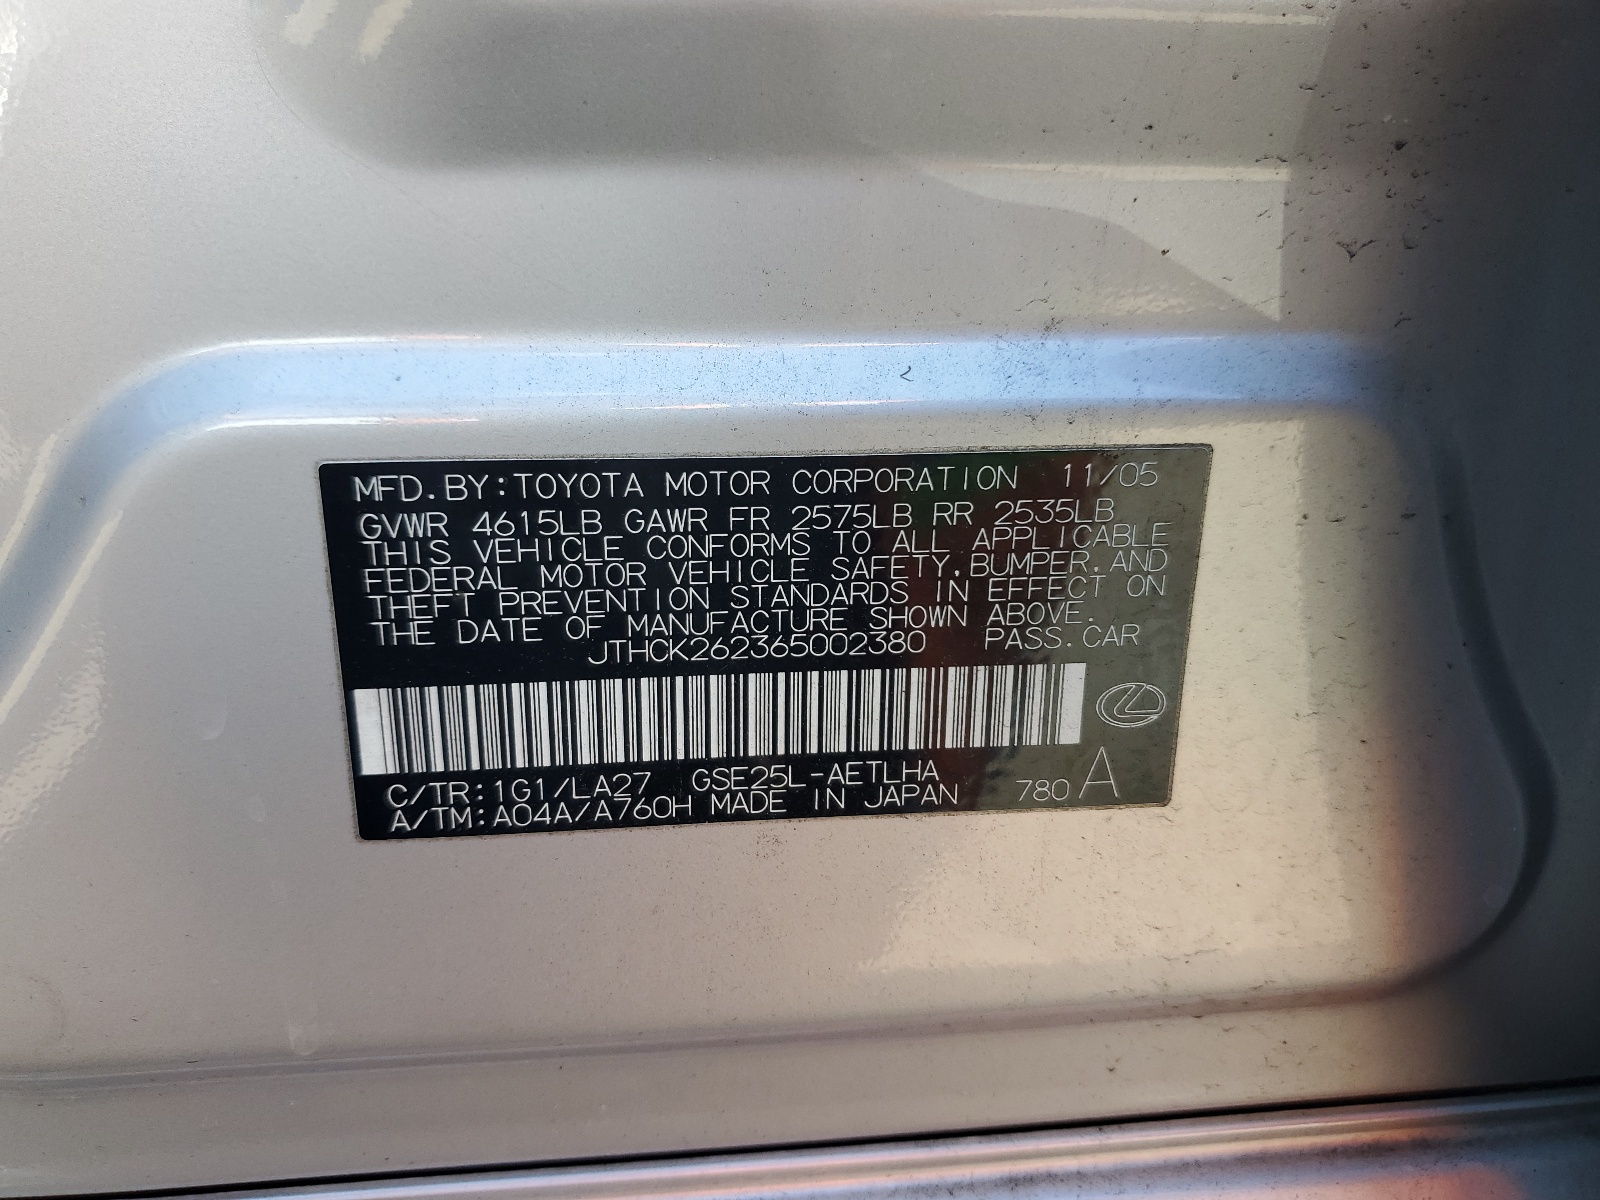 MFD.BY:TOYOTA MOTOR CORPORATION 11/05
GVWR 4615LB GAWR FR 2575LB RR 2535LB
THIS VEHICLE CONFORMS TO ALL APPLICABLE
FEDERAL MOTOR VEHICLE SAFETY,BUMPER,AND
THEFT PREVENTION STANDARDS IN EFFECT ON
THE DATE OF MANUFACTURE SHOWN ABOVE.
JTHCK262365002380 PASS.CAR
C/TR:1G1/LA27 GSE25L-AETLHA
A/TM:A04A/A760H MADE IN JAPAN 780 A